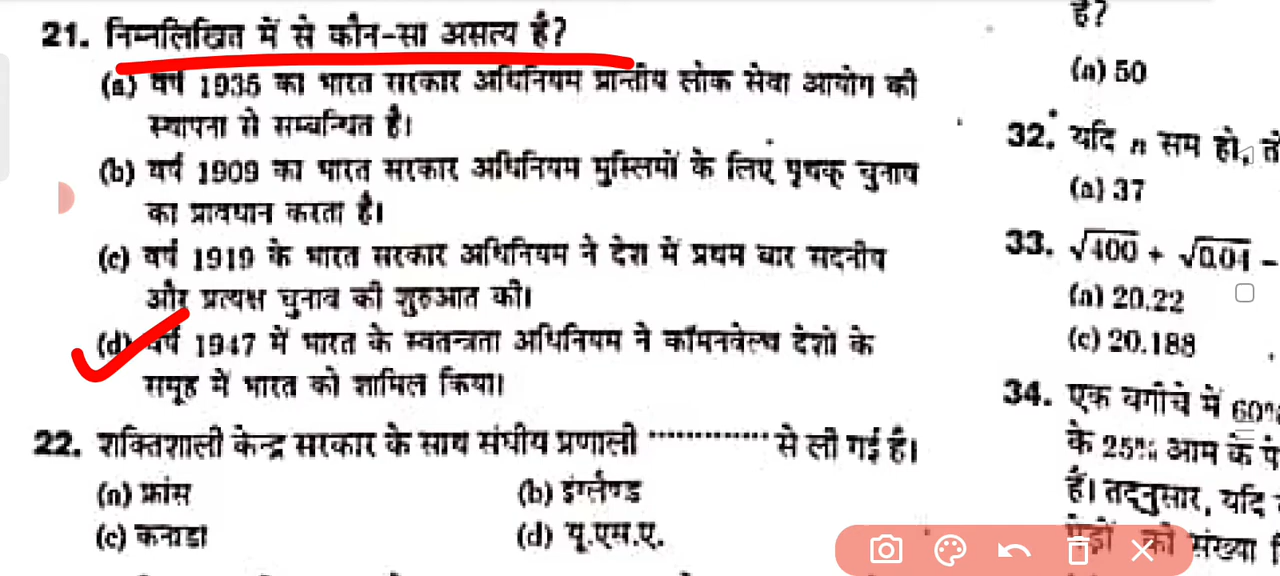 21. निम्नलिखित में से कौन-सा असत्य है?
(a) वर्ष 1935 का भारत सरकार अधिनियम प्रान्तीय लोक सेवा आयोग की
स्थापना से सम्बन्धित है।
(b) वर्ष 1909 का भारत सरकार अधिनियम मुस्लिमों के लिए पृथक् चुनाव
का प्रावधान करता है।
(c) वर्ष 1919 के भारत सरकार अधिनियम ने देश में प्रथम बार सदनीय
और प्रत्यक्ष चुनाव की शुरुआत की।
(d) वर्ष 1947 में भारत के स्वतन्त्रता अधिनियम ने कॉमनवेल्थ देशों के
समूह में भारत को शामिल किया।
22. शक्तिशाली केन्द्र सरकार के साथ संघीय प्रणाली ............. से ली गई है।
(a) फ्रांस (b) इंग्लैण्ड
(c) कनाडा (d) यू.एस.ए.
है?
(a) 50
32. यदि n सम हो, तो
(a) 37
33. √400 + √0.04 -
(a) 20.22
(c) 20.188
34. एक बगीचे में 60%
के 25% आम के पे
हैं। तद्नुसार, यदि
पेड़ों की संख्या